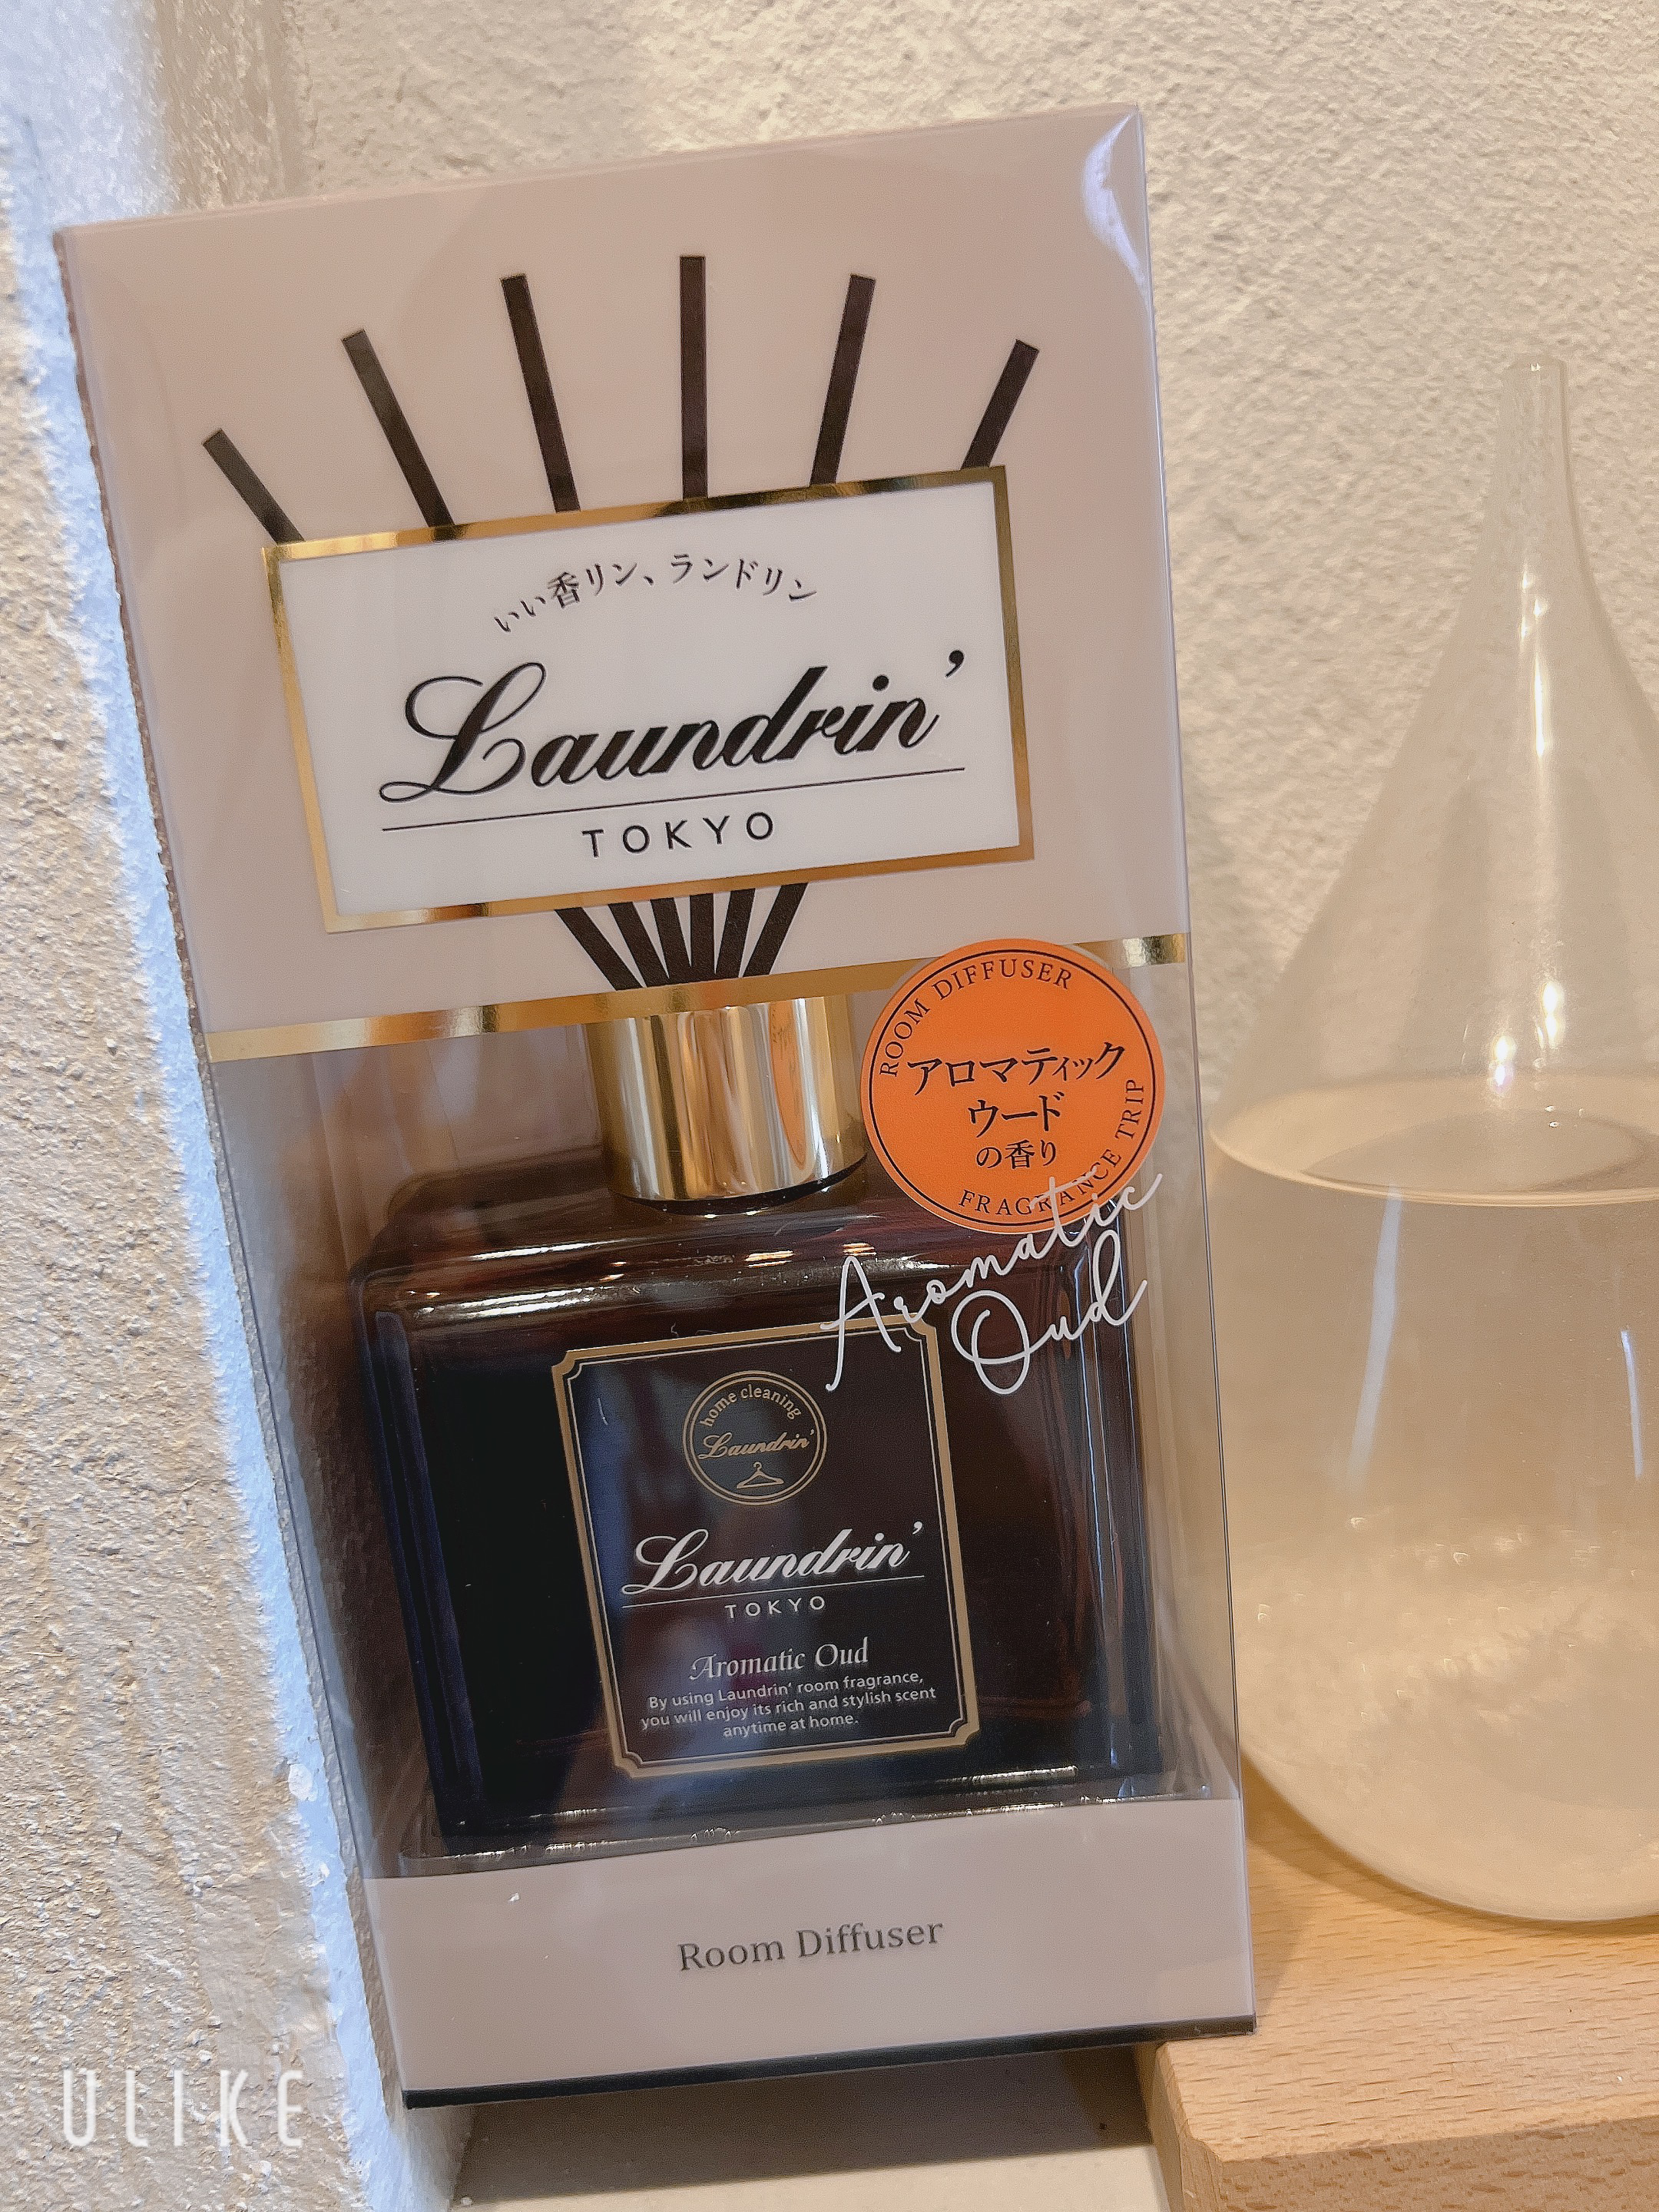 いい香リン、ランドリン
Laundrin'
TOKYO
ROOM DIFFUSER
アロマティック
ウード
の香り
FRAGRANCE TRIP
Aromatic
Oud
home cleaning
Laundrin'
Laundrin'
TOKYO
Aromatic Oud
By using Laundrin' room fragrance,
you will enjoy its rich and stylish scent
anytime at home.
Room Diffuser
ULIKE